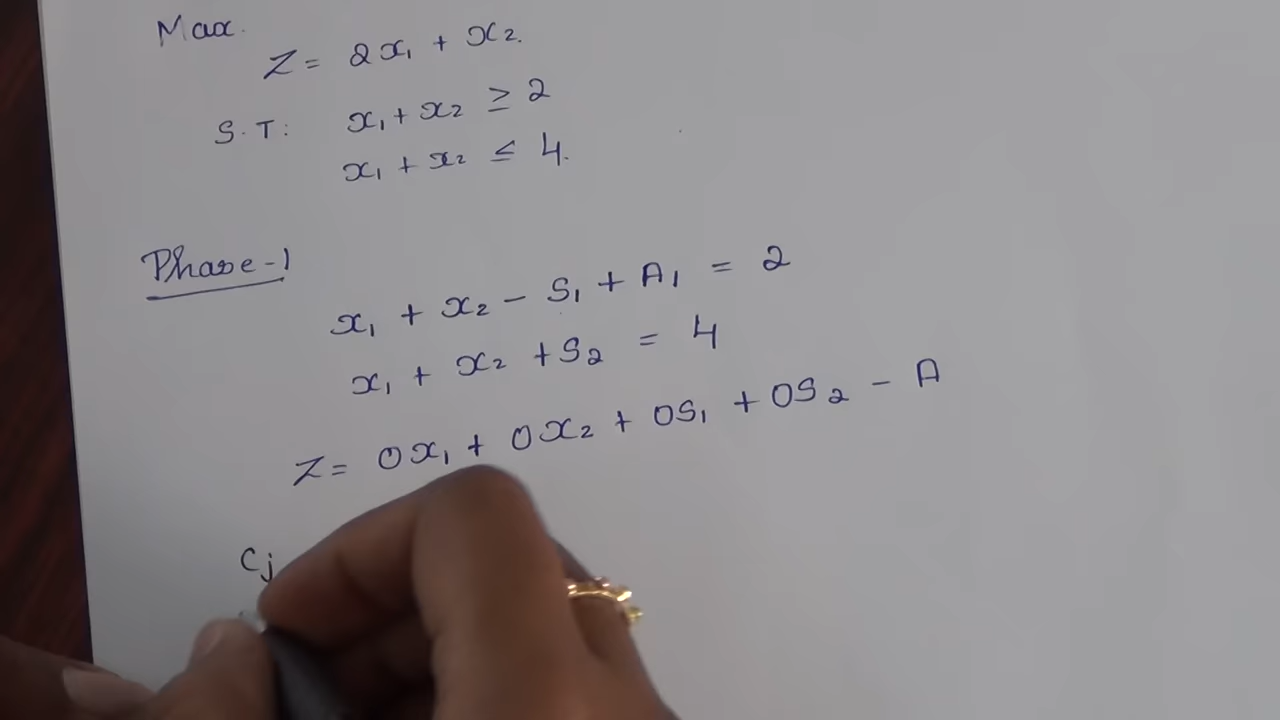 Max.
Z = 2x₁ + x₂.
S.T: x₁ + x₂ ≥ 2
x₁ + x₂ ≤ 4.
Phase-1
x₁ + x₂ - S₁ + A₁ = 2
x₁ + x₂ + S₂ = 4
Z = 0x₁ + 0x₂ + 0S₁ + 0S₂ - A
Cj